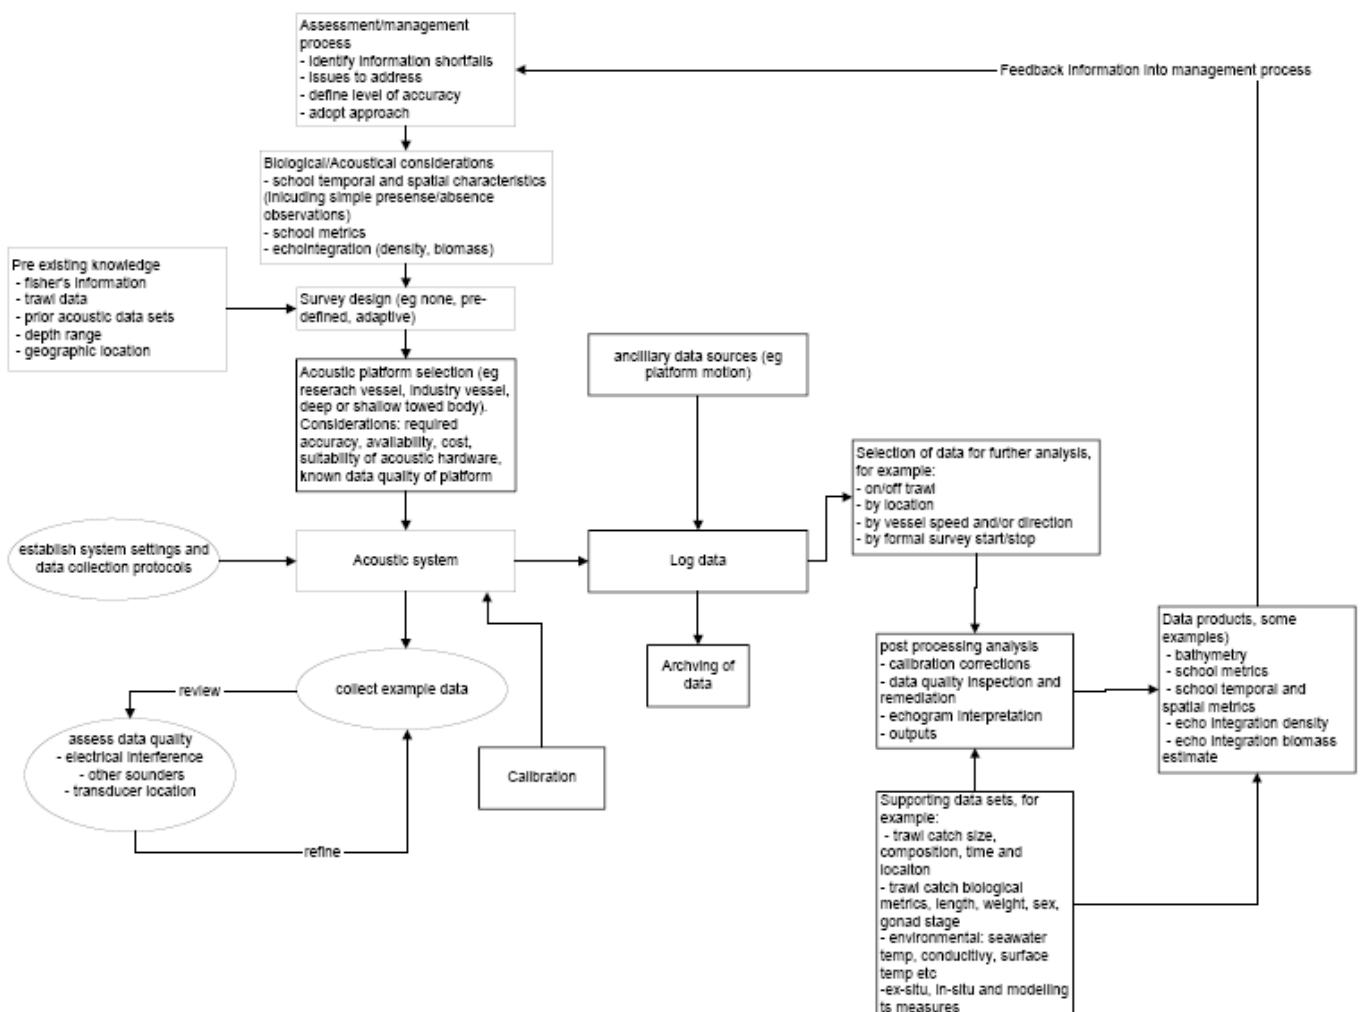 Assessment/management
process
- Identify Information shortfalls
- Issues to address
- define level of accuracy
- adopt approach
Feedback Information Into management process
Biological/Acoustical considerations
- school temporal and spatial characteristics
(Inlcuding simple presense/absence
observations)
- school metrics
- echointegration (density, biomass)
Pre existing knowledge
- fisher's Information
- trawl data
- prior acoustic data sets
- depth range
- geographic location
Survey design (eg none, pre-
defined, adaptive)
Acoustic platform selection (eg
reserach vessel, Industry vessel,
deep or shallow towed body).
Considerations: required
accuracy, availability, cost,
suitability of acoustic hardware,
known data quality of platform
ancilliary data sources (eg
platform motion)
Selection of data for further analysis,
for example:
- on/off trawl
- by location
- by vessel speed and/or direction
- by formal survey start/stop
establish system settings and
data collection protocols
Acoustic system
Log data
Archving of
data
collect example data
review
assess data quality
- electrical interference
- other sounders
- transducer location
refine
Calibration
post processing analysis
- calibration corrections
- data quality Inspection and
remediation
- echogram Interpretation
- outputs
Data products, some
examples)
- bathymetry
- school metrics
- school temporal and
spatial metrics
- echo Integration density
- echo Integration biomass
estimate
Supporting data sets, for
example:
- trawl catch size,
composition, time and
locaiton
- trawl catch biological
metrics, length, weight, sex,
gonad stage
- environmental: seawater
temp, conducitivy, surface
temp etc
-ex-situ, In-situ and modelling
ts measures